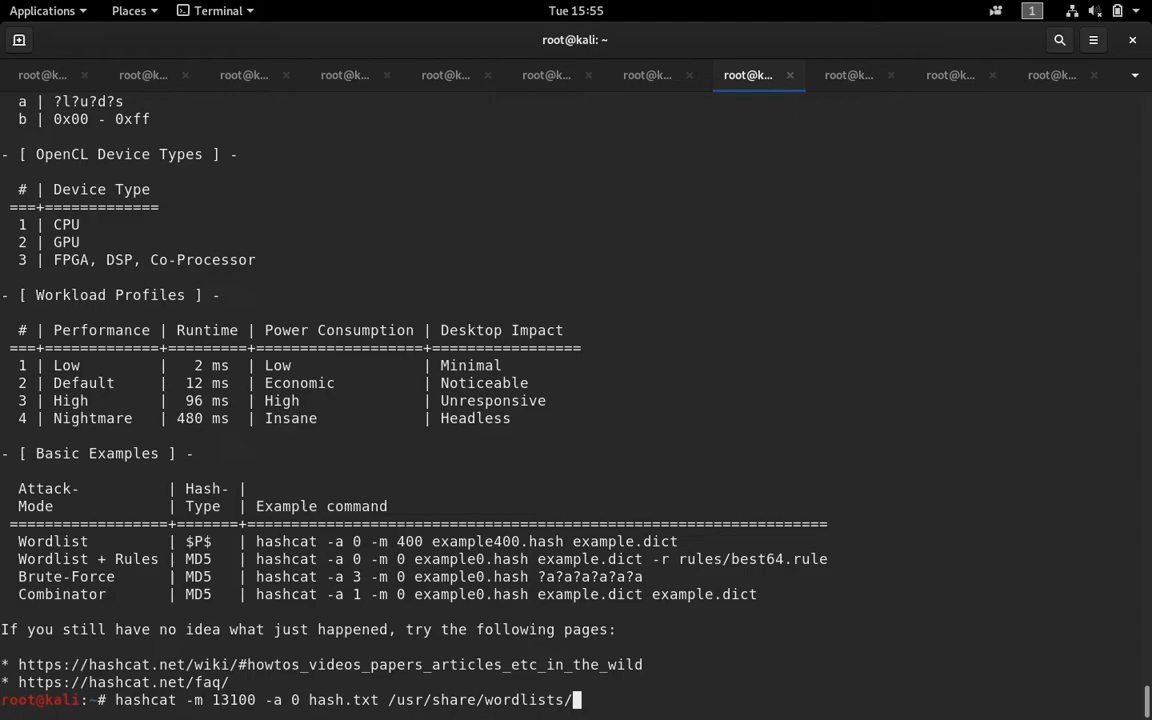 Applications Places Terminal Tue 15:55 1
root@kali: ~
root@k... root@k... root@k... root@k... root@k... root@k... root@k... root@k... root@k... root@k... root@k...
a | ?l?u?d?s
b | 0x00 - 0xff
- [ OpenCL Device Types ] -
# | Device Type
===+=============
1 | CPU
2 | GPU
3 | FPGA, DSP, Co-Processor
- [ Workload Profiles ] -
# | Performance | Runtime | Power Consumption | Desktop Impact
===+=============+=========+===================+=================
1 | Low         |   2 ms  | Low               | Minimal
2 | Default     |  12 ms  | Economic          | Noticeable
3 | High        |  96 ms  | High              | Unresponsive
4 | Nightmare   | 480 ms  | Insane            | Headless
- [ Basic Examples ] -
Attack-          | Hash- |
Mode             | Type  | Example command
==================+=======+==================================================================
Wordlist         | $P$   | hashcat -a 0 -m 400 example400.hash example.dict
Wordlist + Rules | MD5   | hashcat -a 0 -m 0 example0.hash example.dict -r rules/best64.rule
Brute-Force      | MD5   | hashcat -a 3 -m 0 example0.hash ?a?a?a?a?a?a
Combinator       | MD5   | hashcat -a 1 -m 0 example0.hash example.dict example.dict
If you still have no idea what just happened, try the following pages:
* https://hashcat.net/wiki/#howtos_videos_papers_articles_etc_in_the_wild
* https://hashcat.net/faq/
root@kali:~# hashcat -m 13100 -a 0 hash.txt /usr/share/wordlists/